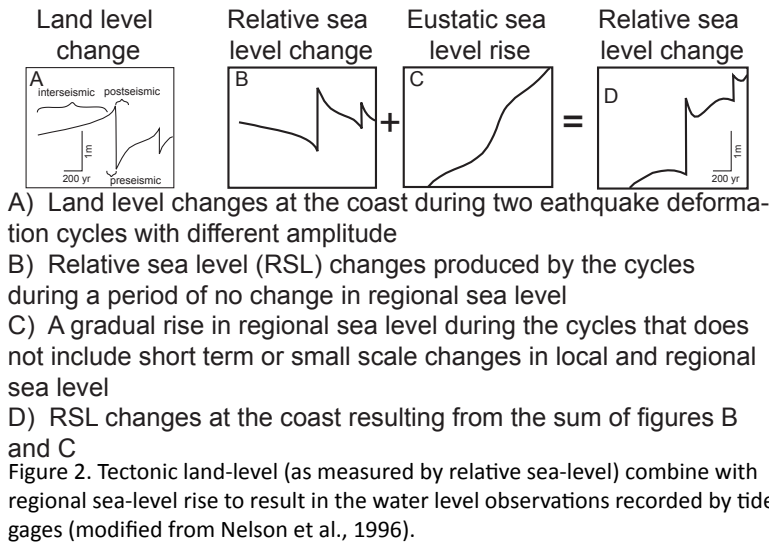 Land level
change
Relative sea
level change
Eustatic sea
level rise
Relative sea
level change
A
interseismic postseismic
1m
200 yr
preseismic
B
+
C
=
D
1m
200 yr
A) Land level changes at the coast during two eathquake deforma-
tion cycles with different amplitude
B) Relative sea level (RSL) changes produced by the cycles
during a period of no change in regional sea level
C) A gradual rise in regional sea level during the cycles that does
not include short term or small scale changes in local and regional
sea level
D) RSL changes at the coast resulting from the sum of figures B
and C
Figure 2. Tectonic land-level (as measured by relative sea-level) combine with
regional sea-level rise to result in the water level observations recorded by tide
gages (modified from Nelson et al., 1996).